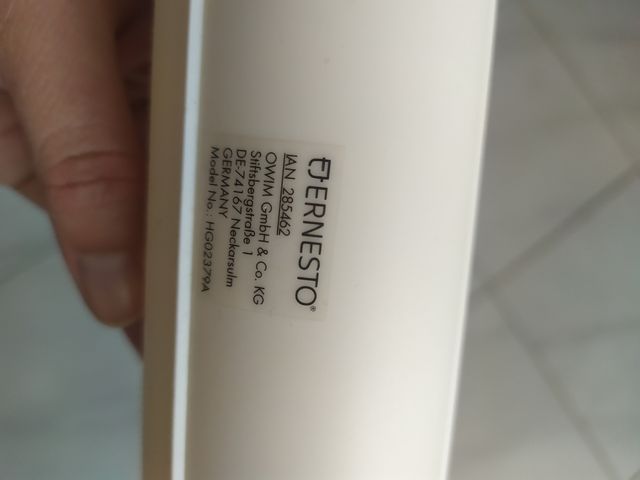 ERNESTO®
IAN 285462
OWIM GmbH & Co. KG
Stiftsbergstraße 1
DE-74167 Neckarsulm
GERMANY
Model No.: HG02379A